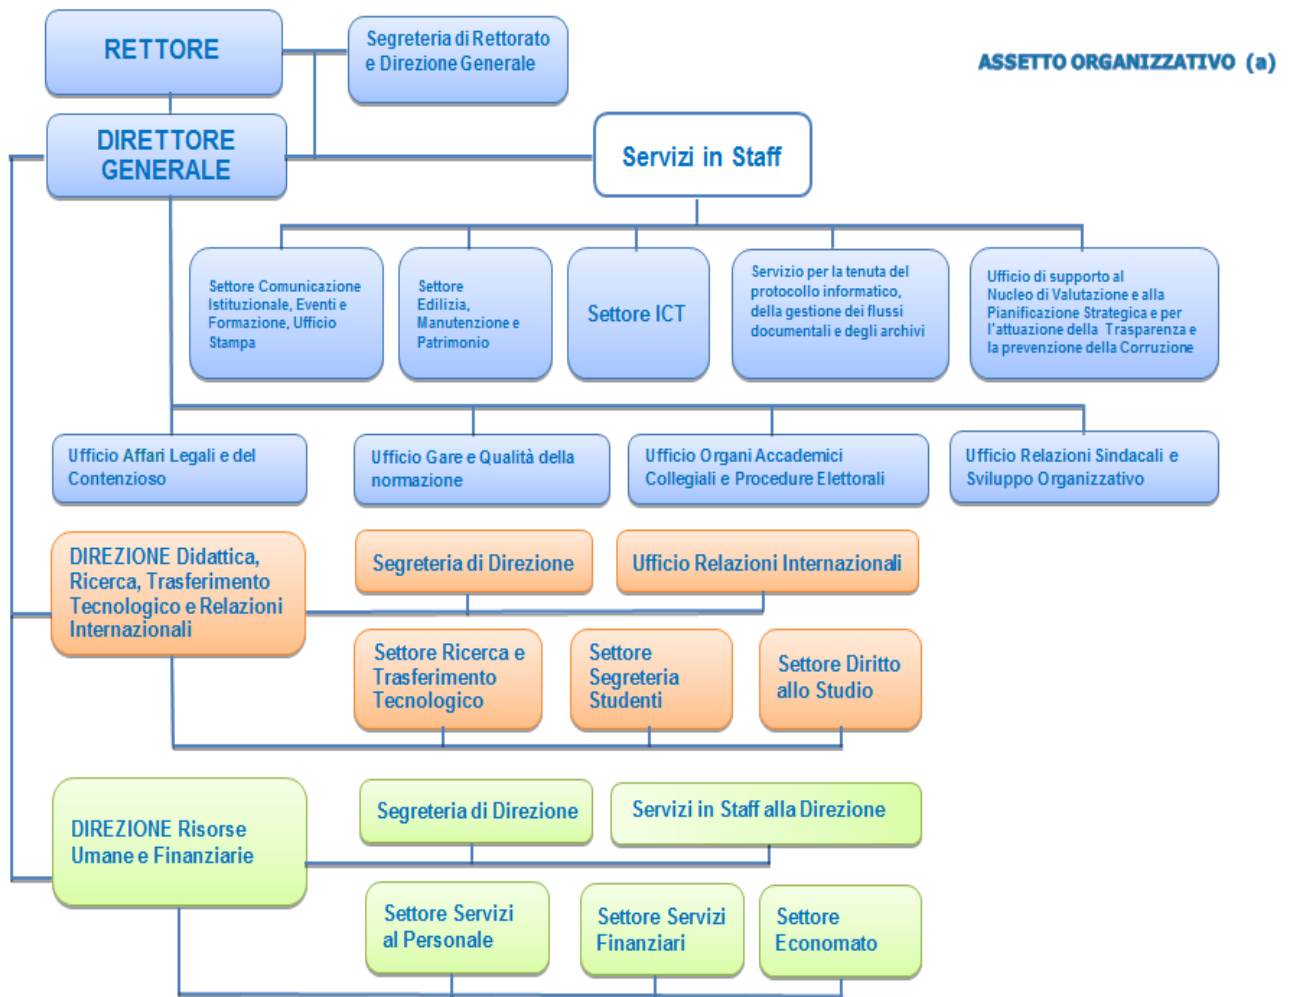 RETTORE
Segreteria di Rettorato
e Direzione Generale
ASSETTO ORGANIZZATIVO (a)
DIRETTORE
GENERALE
Servizi in Staff
Settore Comunicazione
Istituzionale, Eventi e
Formazione, Ufficio
Stampa
Settore
Edilizia,
Manutenzione e
Patrimonio
Settore ICT
Servizio per la tenuta del
protocollo informatico,
della gestione dei flussi
documentali e degli archivi
Ufficio di supporto al
Nucleo di Valutazione e alla
Pianificazione Strategica e per
l'attuazione della Trasparenza e
la prevenzione della Corruzione
Ufficio Affari Legali e del
Contenzioso
Ufficio Gare e Qualità della
normazione
Ufficio Organi Accademici
Collegiali e Procedure Elettorali
Ufficio Relazioni Sindacali e
Sviluppo Organizzativo
DIREZIONE Didattica,
Ricerca, Trasferimento
Tecnologico e Relazioni
Internazionali
Segreteria di Direzione
Ufficio Relazioni Internazionali
Settore Ricerca e
Trasferimento
Tecnologico
Settore
Segreteria
Studenti
Settore Diritto
allo Studio
DIREZIONE Risorse
Umane e Finanziarie
Segreteria di Direzione
Servizi in Staff alla Direzione
Settore Servizi
al Personale
Settore Servizi
Finanziari
Settore
Economato